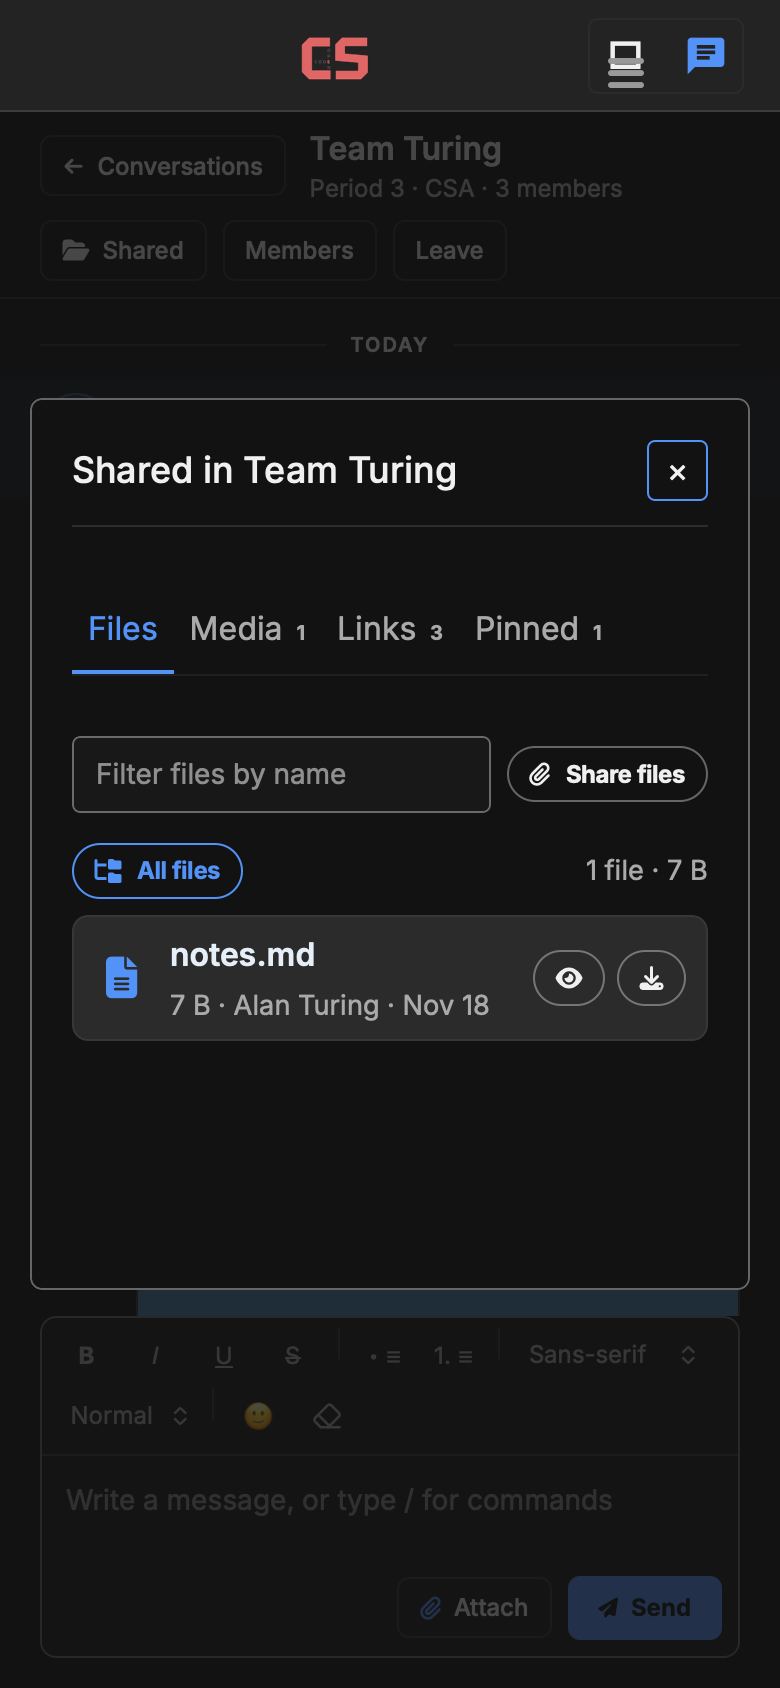 CS
← Conversations
Team Turing
Period 3 · CSA · 3 members
Shared
Members
Leave
TODAY
Shared in Team Turing
×
Files
Media 1
Links 3
Pinned 1
Filter files by name
Share files
All files
1 file · 7 B
notes.md
7 B · Alan Turing · Nov 18
B I U S • ≡ 1. ≡ Sans-serif
Normal
Write a message, or type / for commands
Attach
Send